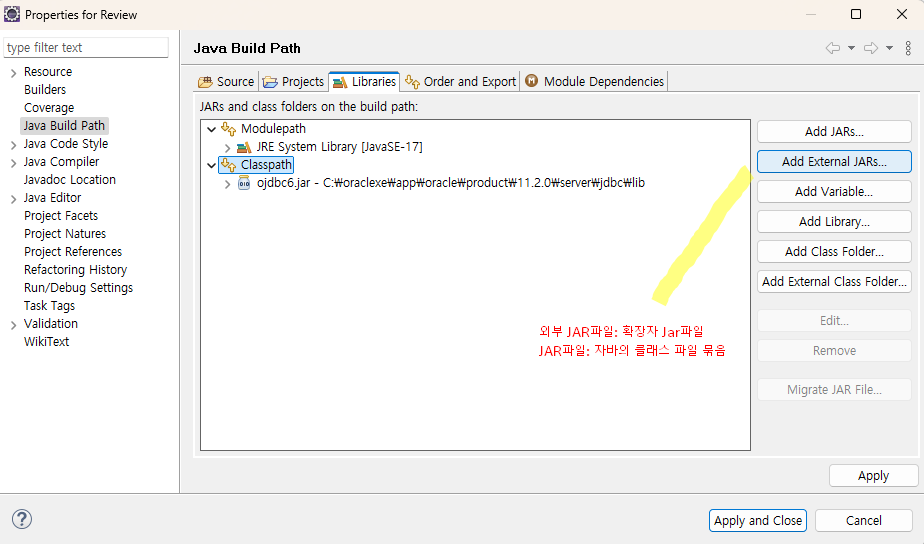 Properties for Review
type filter text
Resource
Builders
Coverage
Java Build Path
Java Code Style
Java Compiler
Javadoc Location
Java Editor
Project Facets
Project Natures
Project References
Refactoring History
Run/Debug Settings
Task Tags
Validation
WikiText
Java Build Path
Source
Projects
Libraries
Order and Export
Module Dependencies
JARs and class folders on the build path:
Modulepath
JRE System Library [JavaSE-17]
Classpath
ojdbc6.jar - C:₩oraclexe₩app₩oracle₩product₩11.2.0₩server₩jdbc₩lib
외부 JAR파일: 확장자 Jar파일
JAR파일: 자바의 클래스 파일 묶음
Add JARs...
Add External JARs...
Add Variable...
Add Library...
Add Class Folder...
Add External Class Folder...
Edit...
Remove
Migrate JAR File...
Apply
Apply and Close
Cancel